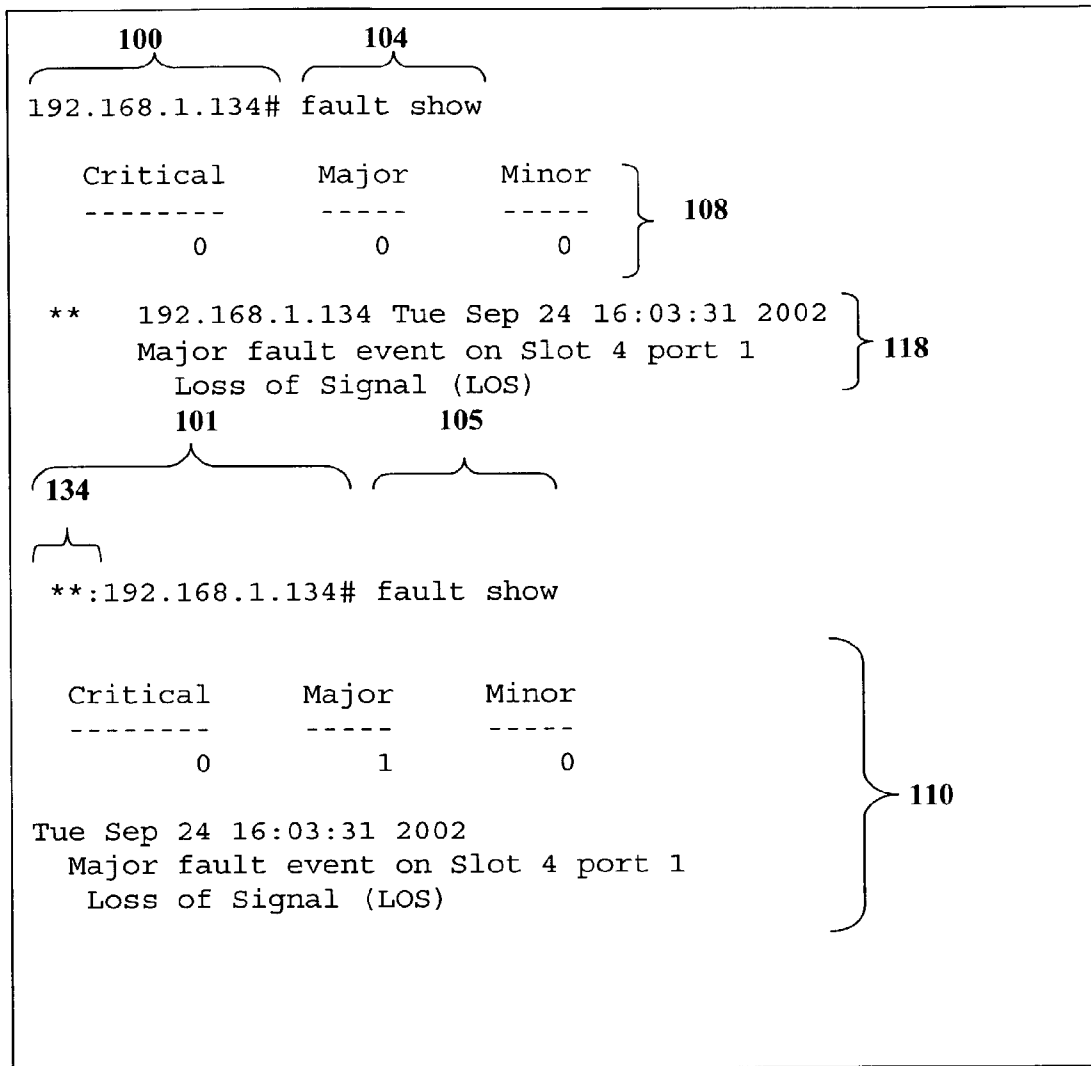 100 104
192.168.1.134# fault show
Critical Major Minor
-------- ----- -----
0 0 0
108
** 192.168.1.134 Tue Sep 24 16:03:31 2002
Major fault event on Slot 4 port 1
Loss of Signal (LOS)
118
101 105
134
**:192.168.1.134# fault show
Critical Major Minor
-------- ----- -----
0 1 0
110
Tue Sep 24 16:03:31 2002
Major fault event on Slot 4 port 1
Loss of Signal (LOS)